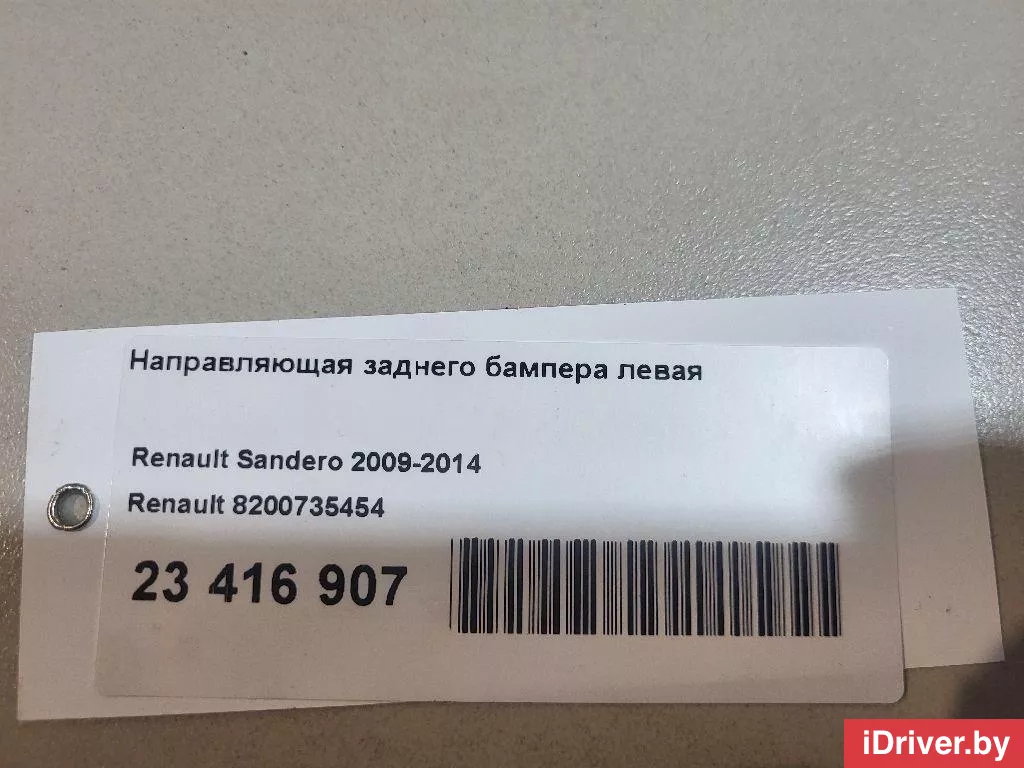 Направляющая заднего бампера левая
Renault Sandero 2009-2014
Renault 8200735454
23 416 907
iDriver.by